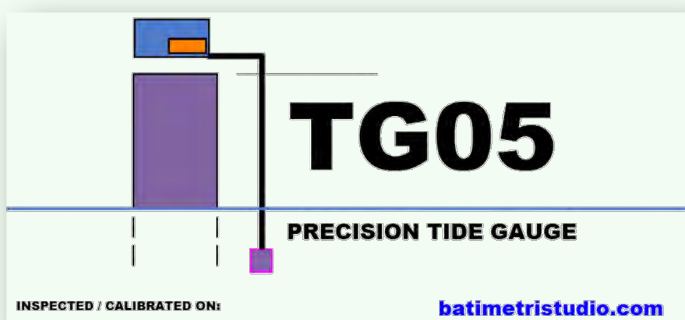 TG05
PRECISION TIDE GAUGE
INSPECTED / CALIBRATED ON:
batimetristudio.com